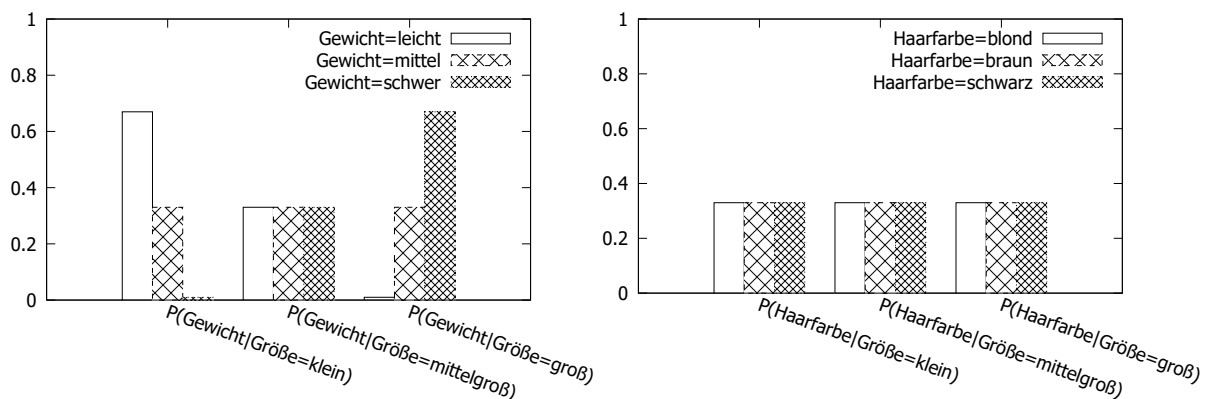 1
0.8
0.6
0.4
0.2
0
Gewicht=leicht
Gewicht=mittel
Gewicht=schwer
P(Gewicht|Größe=klein)
P(Gewicht|Größe=mittelgroß)
P(Gewicht|Größe=groß)
1
0.8
0.6
0.4
0.2
0
Haarfarbe=blond
Haarfarbe=braun
Haarfarbe=schwarz
P(Haarfarbe|Größe=klein)
P(Haarfarbe|Größe=mittelgroß)
P(Haarfarbe|Größe=groß)